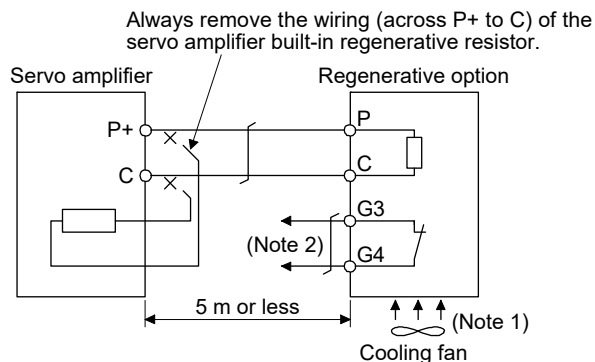 Always remove the wiring (across P+ to C) of the
servo amplifier built-in regenerative resistor.
Servo amplifier
Regenerative option
P+
P
C
C
G3
(Note 2)
G4
5 m or less
(Note 1)
Cooling fan